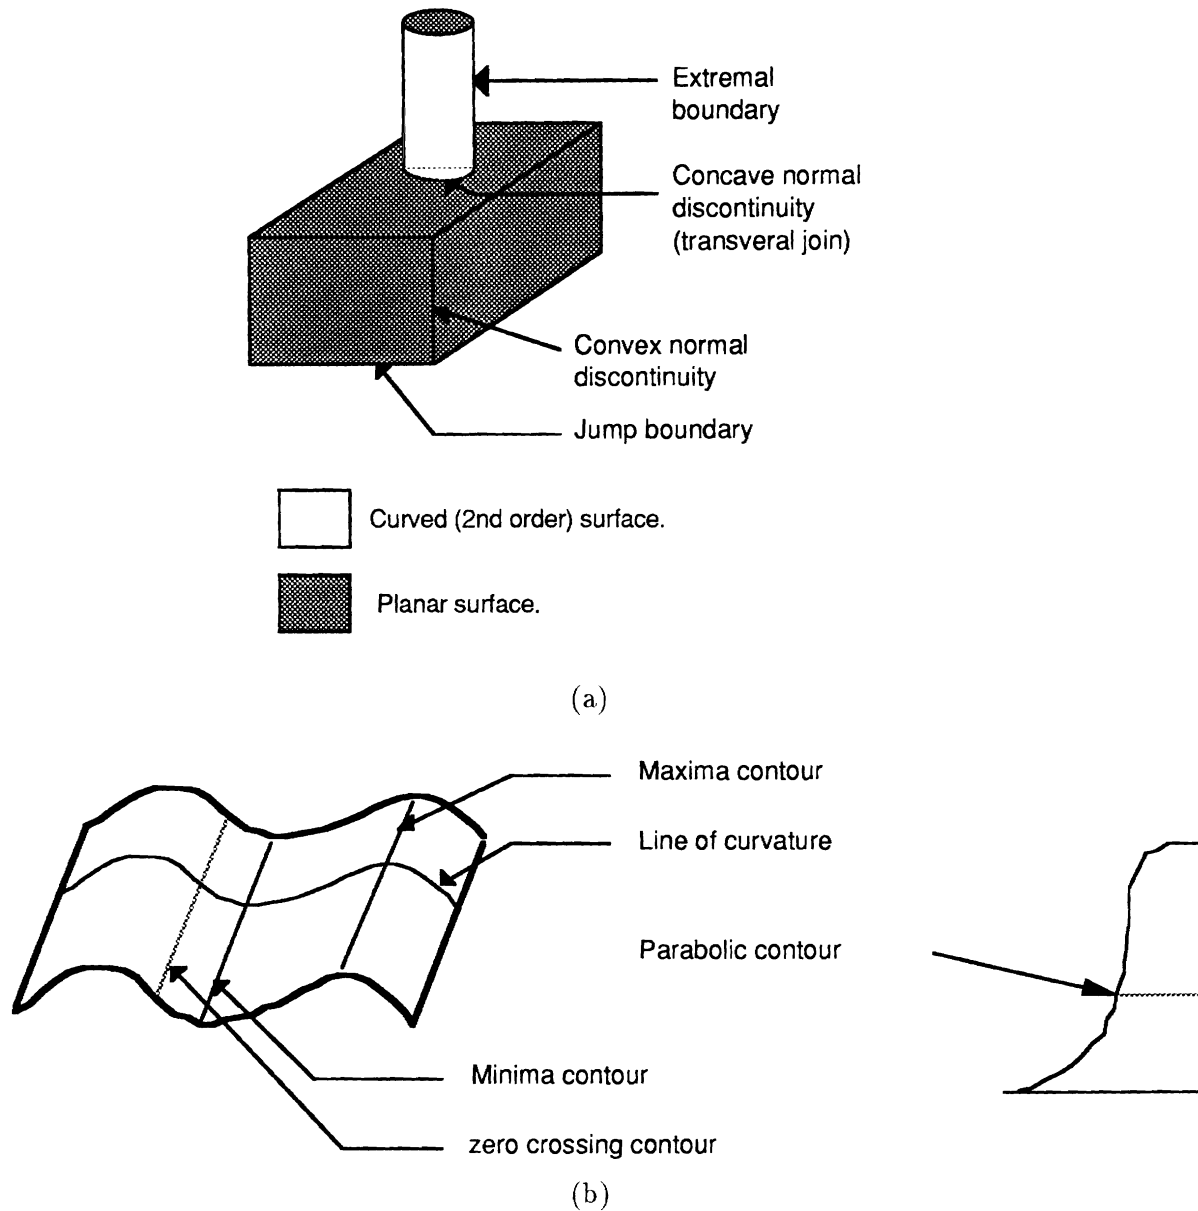 Extremal
boundary
Concave normal
discontinuity
(transveral join)
Convex normal
discontinuity
Jump boundary
Curved (2nd order) surface.
Planar surface.
(a)
Maxima contour
Line of curvature
Parabolic contour
Minima contour
zero crossing contour
(b)